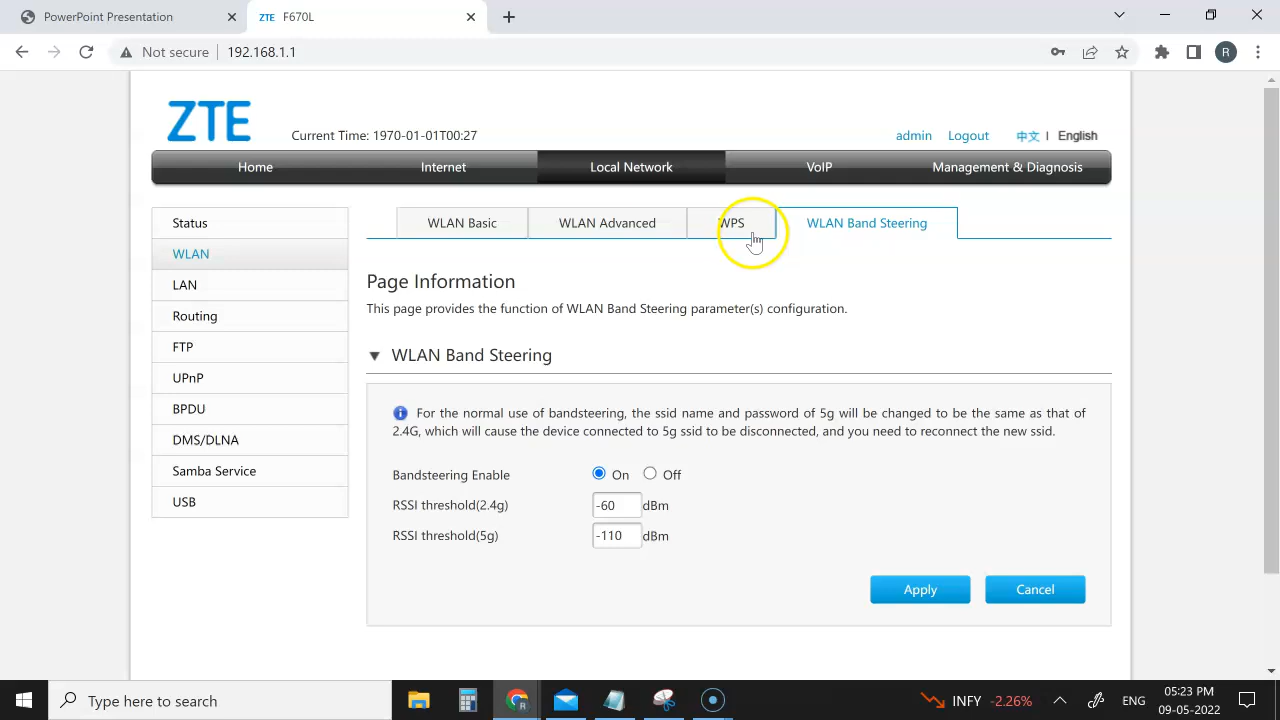 PowerPoint Presentation
ZTE F670L
Not secure 192.168.1.1
R
ZTE
Current Time: 1970-01-01T00:27
admin Logout 中文 | English
Home Internet Local Network VoIP Management & Diagnosis
Status
WLAN
LAN
Routing
FTP
UPnP
BPDU
DMS/DLNA
Samba Service
USB
WLAN Basic WLAN Advanced WPS WLAN Band Steering
Page Information
This page provides the function of WLAN Band Steering parameter(s) configuration.
WLAN Band Steering
For the normal use of bandsteering, the ssid name and password of 5g will be changed to be the same as that of
2.4G, which will cause the device connected to 5g ssid to be disconnected, and you need to reconnect the new ssid.
Bandsteering Enable On Off
RSSI threshold(2.4g) -60 dBm
RSSI threshold(5g) -110 dBm
Apply Cancel
Type here to search
R
INFY -2.26%
ENG
05:23 PM
09-05-2022